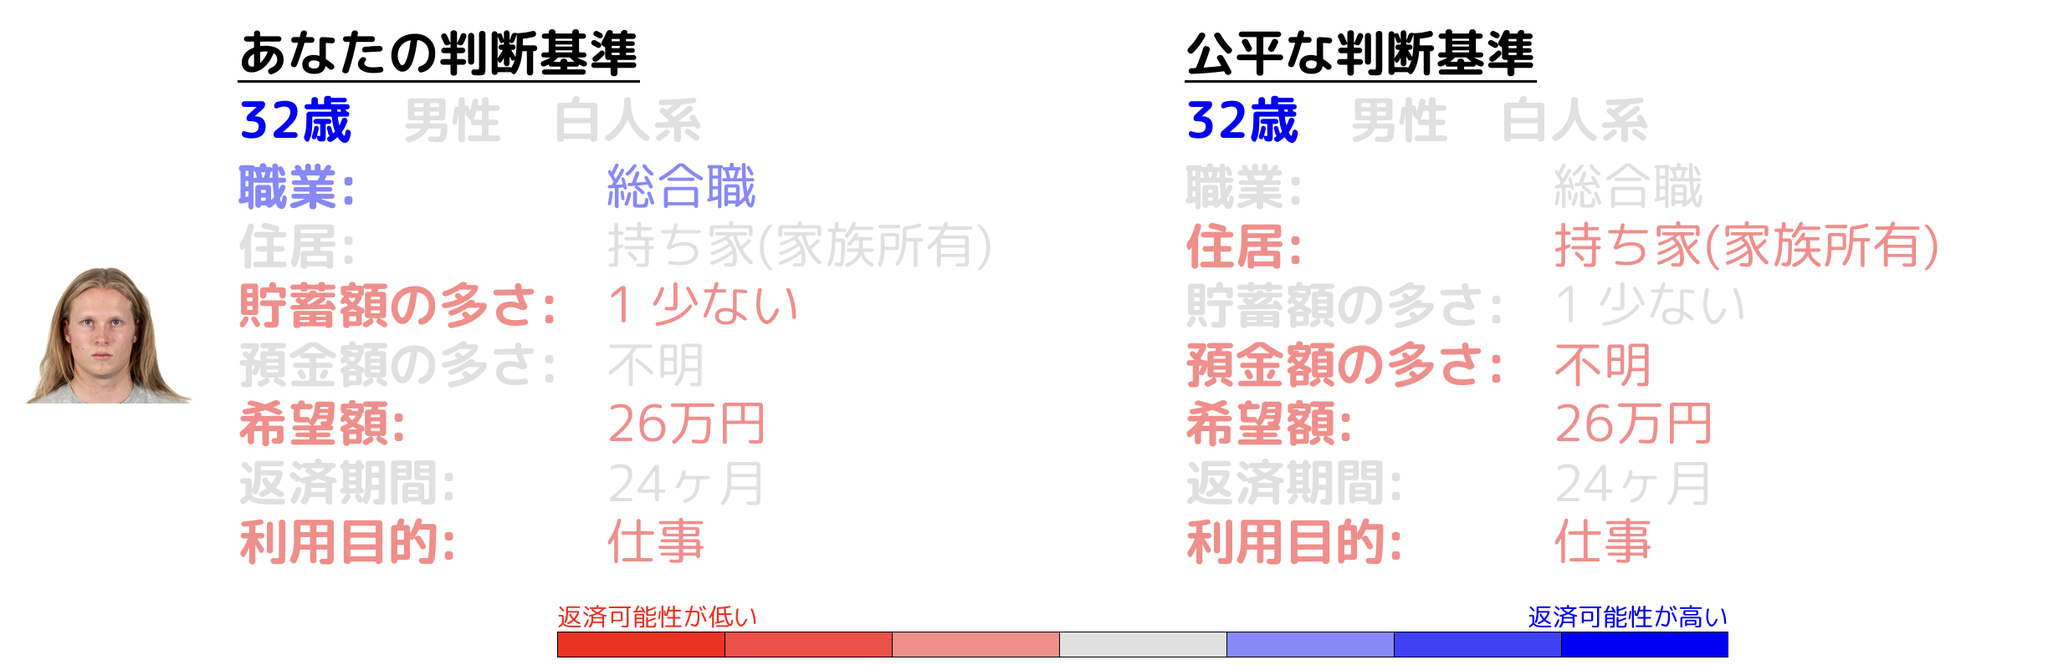 あなたの判断基準
32歳 男性 白人系
職業: 総合職
住居: 持ち家(家族所有)
貯蓄額の多さ: 1 少ない
預金額の多さ: 不明
希望額: 26万円
返済期間: 24ヶ月
利用目的: 仕事
公平な判断基準
32歳 男性 白人系
職業: 総合職
住居: 持ち家(家族所有)
貯蓄額の多さ: 1 少ない
預金額の多さ: 不明
希望額: 26万円
返済期間: 24ヶ月
利用目的: 仕事
返済可能性が低い
返済可能性が高い